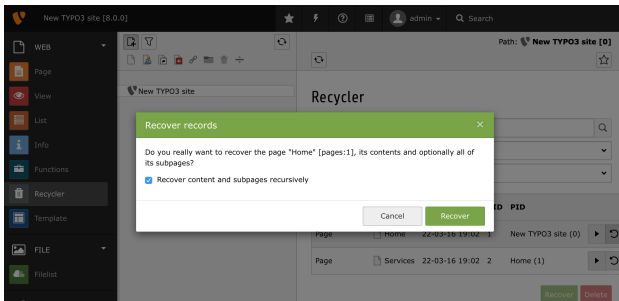 New TYPO3 site [8.0.0]
admin
Search
WEB
Page
View
List
Info
Functions
Recycler
Template
FILE
Filelist
New TYPO3 site
Path: New TYPO3 site [0]
Recycler
Recover records
Do you really want to recover the page "Home" [pages:1], its contents and optionally all of
its subpages?
Recover content and subpages recursively
Cancel
Recover
PID
Page Home 22-03-16 19:02 1 New TYPO3 site (0)
Page Services 22-03-16 19:02 2 Home (1)
Recover Delete